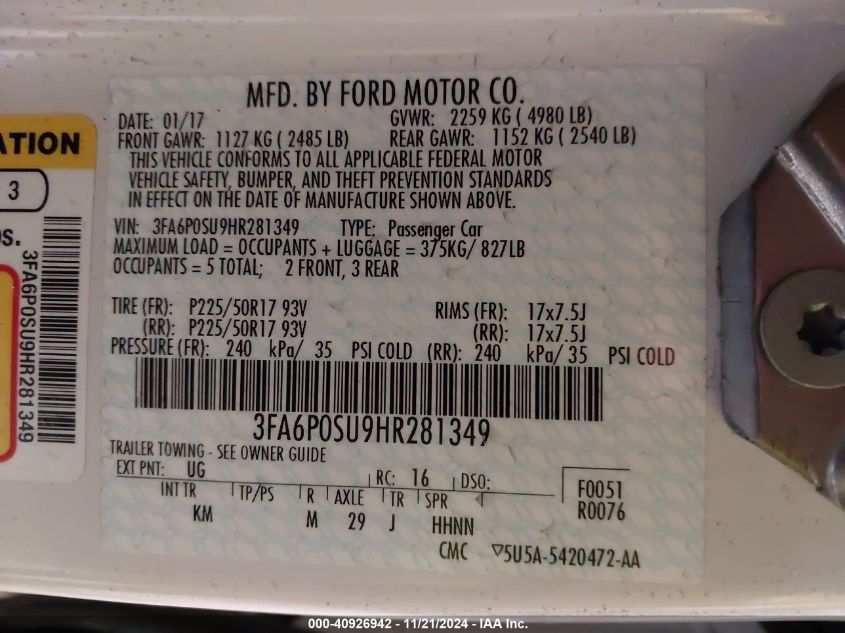 MFD. BY FORD MOTOR CO.
DATE: 01/17 GVWR: 2259 KG ( 4980 LB)
FRONT GAWR: 1127 KG ( 2485 LB) REAR GAWR: 1152 KG ( 2540 LB)
THIS VEHICLE CONFORMS TO ALL APPLICABLE FEDERAL MOTOR
VEHICLE SAFETY, BUMPER, AND THEFT PREVENTION STANDARDS
IN EFFECT ON THE DATE OF MANUFACTURE SHOWN ABOVE.
VIN: 3FA6P0SU9HR281349 TYPE: Passenger Car
MAXIMUM LOAD = OCCUPANTS + LUGGAGE = 375KG/ 827LB
OCCUPANTS = 5 TOTAL; 2 FRONT, 3 REAR
TIRE (FR): P225/50R17 93V RIMS (FR): 17x7.5J
(RR): P225/50R17 93V (RR): 17x7.5J
PRESSURE (FR): 240 kPa/ 35 PSI COLD (RR): 240 kPa/ 35 PSI COLD
3FA6P0SU9HR281349
TRAILER TOWING - SEE OWNER GUIDE
EXT PNT: UG RC: 16 DSO:
INT TR TP/PS R AXLE TR SPR
KM M 29 J HHNN
F0051
R0076
CMC ▽5U5A-5420472-AA
ATION
3
3FA6P0SU9HR281349
000-40926942 - 11/21/2024 - IAA Inc.